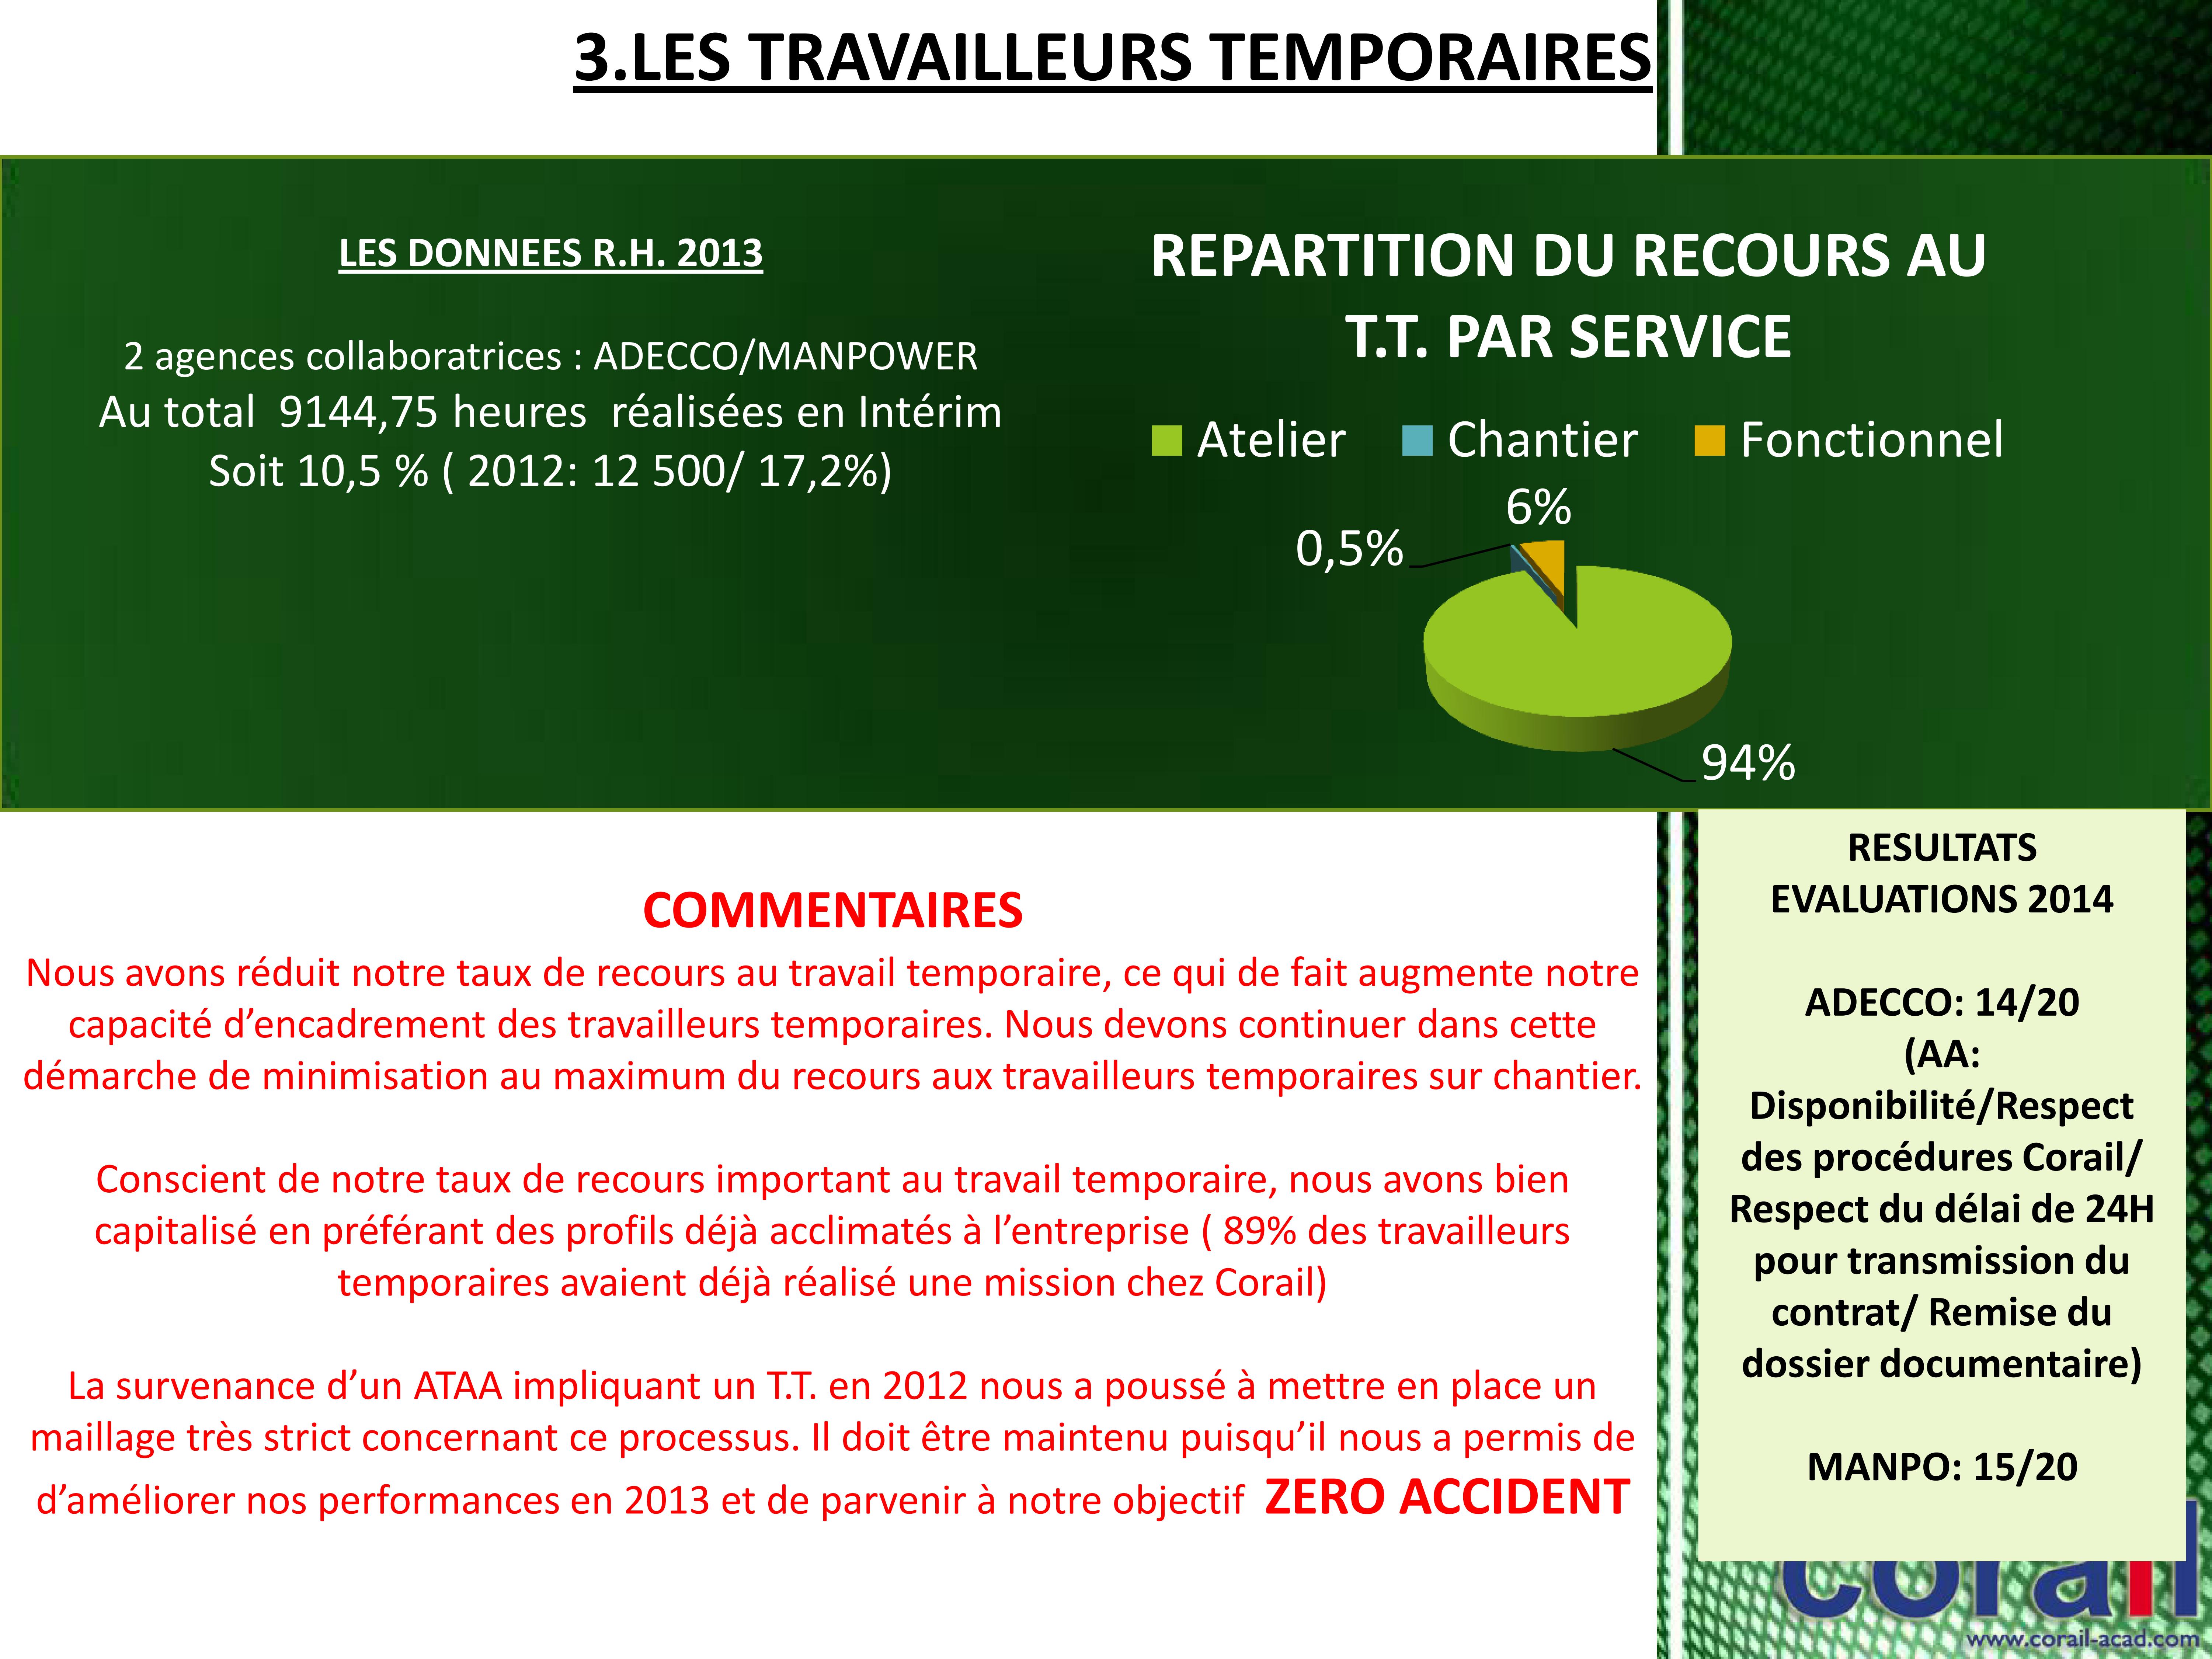 3.LES TRAVAILLEURS TEMPORAIRES
LES DONNEES R.H. 2013
2 agences collaboratrices : ADECCO/MANPOWER
Au total 9144,75 heures réalisées en Intérim
Soit 10,5 % ( 2012: 12 500/ 17,2%)
REPARTITION DU RECOURS AU
T.T. PAR SERVICE
Atelier Chantier Fonctionnel
6%
0,5%
94%
COMMENTAIRES
Nous avons réduit notre taux de recours au travail temporaire, ce qui de fait augmente notre
capacité d’encadrement des travailleurs temporaires. Nous devons continuer dans cette
démarche de minimisation au maximum du recours aux travailleurs temporaires sur chantier.
Conscient de notre taux de recours important au travail temporaire, nous avons bien
capitalisé en préférant des profils déjà acclimatés à l’entreprise ( 89% des travailleurs
temporaires avaient déjà réalisé une mission chez Corail)
La survenance d’un ATAA impliquant un T.T. en 2012 nous a poussé à mettre en place un
maillage très strict concernant ce processus. Il doit être maintenu puisqu’il nous a permis de
d’améliorer nos performances en 2013 et de parvenir à notre objectif ZERO ACCIDENT
RESULTATS
EVALUATIONS 2014
ADECCO: 14/20
(AA:
Disponibilité/Respect
des procédures Corail/
Respect du délai de 24H
pour transmission du
contrat/ Remise du
dossier documentaire)
MANPO: 15/20
corail
www.corail-acad.com